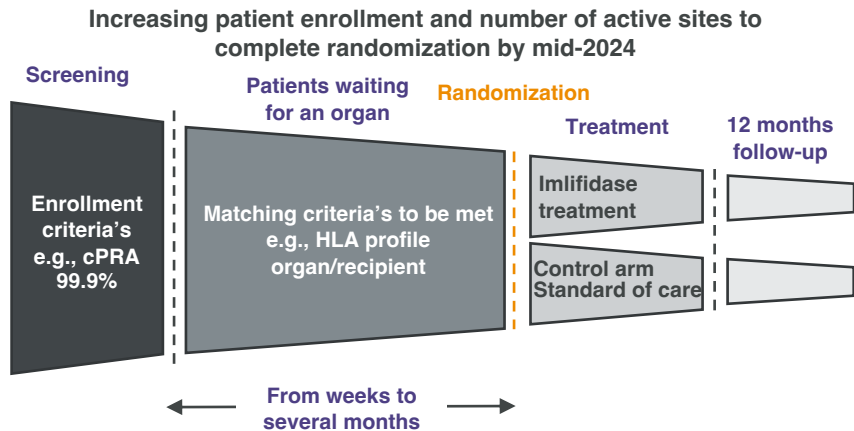 Increasing patient enrollment and number of active sites to
complete randomization by mid-2024
Screening
Patients waiting
for an organ
Randomization
Treatment
12 months
follow-up
Enrollment
criteria's
e.g., cPRA
99.9%
Matching criteria's to be met
e.g., HLA profile
organ/recipient
Imlifidase
treatment
Control arm
Standard of care
From weeks to
several months